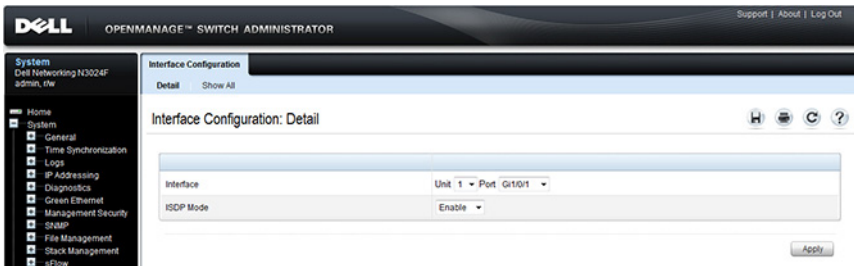 Support | About | Log Out
DELL OPENMANAGE™ SWITCH ADMINISTRATOR
System
Dell Networking N3024F
admin, r/w
Home
System
General
Time Synchronization
Logs
IP Addressing
Diagnostics
Green Ethernet
Management Security
SNMP
File Management
Stack Management
sFlow
Interface Configuration
Detail Show All
Interface Configuration: Detail
Interface Unit 1 Port Gi1/0/1
ISDP Mode Enable
Apply